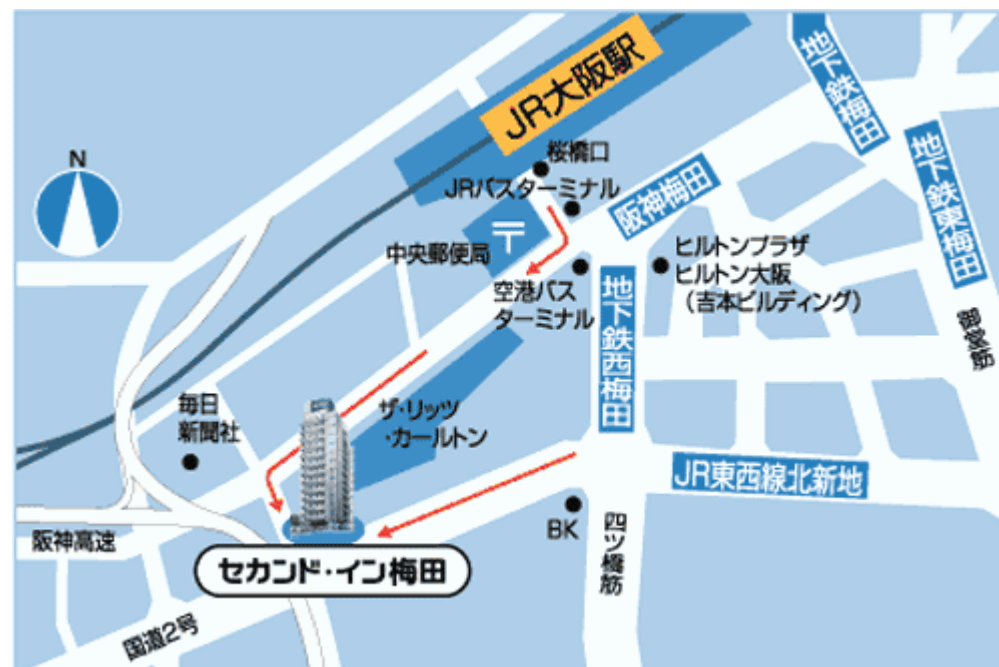 JR大阪駅
地下鉄梅田
N
桜橋口
JRバスターミナル
阪神梅田
地下鉄東梅田
〒
中央郵便局
ヒルトンプラザ
ヒルトン大阪
（吉本ビルディング）
空港バス
ターミナル
地下鉄西梅田
御堂筋
毎日
新聞社
ザ・リッツ
・カールトン
JR東西線北新地
BK
四ツ橋筋
阪神高速
セカンド・イン梅田
国道2号